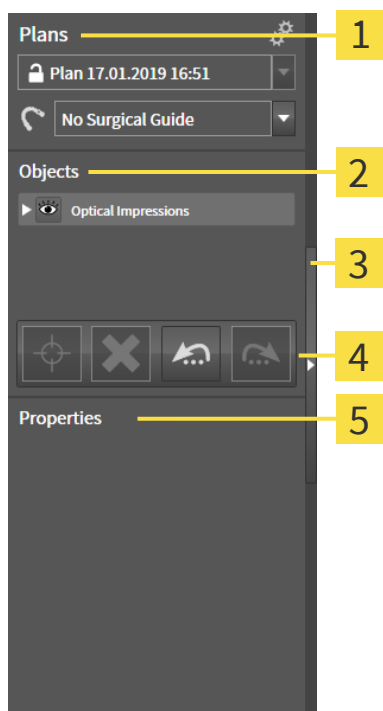 Plans
1
Plan 17.01.2019 16:51
No Surgical Guide
Objects
2
Optical Impressions
3
4
Properties
5